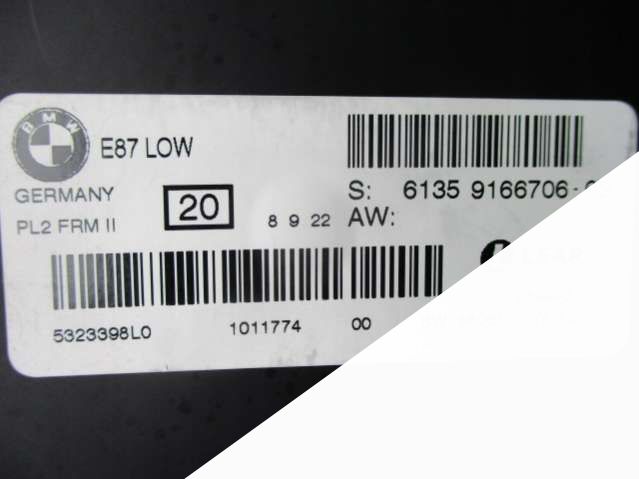 BMW
E87 LOW
GERMANY
PL2 FRM II
20
8 9 22
S: 6135 9166706-
AW:
5323398L0 1011774 00